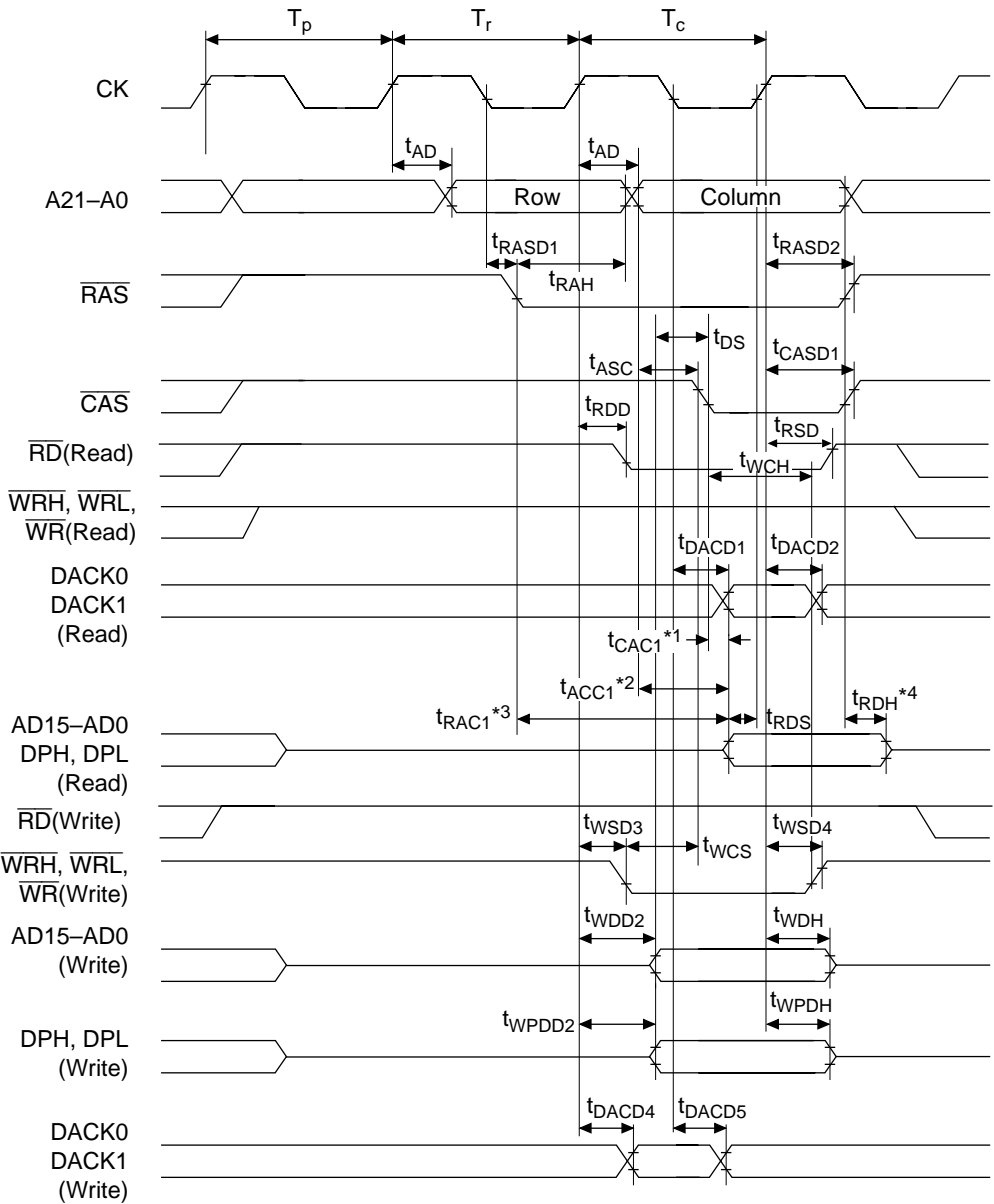 Tp Tr Tc
CK
tAD tAD
A21–A0 Row Column
tRASD1 tRASD2
tRAH
RAS
tDS
tASC tCASD1
CAS
tRDD tRSD
RD(Read)
tWCH
WRH, WRL,
WR(Read)
tDACD1 tDACD2
DACK0
DACK1
(Read)
tCAC1*1
tACC1*2
tRAC1*3 tRDS tRDH*4
AD15–AD0
DPH, DPL
(Read)
RD(Write)
tWSD3 tWSD4
tWCS
WRH, WRL,
WR(Write)
tWDD2 tWDH
AD15–AD0
(Write)
tWPDD2 tWPDH
DPH, DPL
(Write)
tDACD4 tDACD5
DACK0
DACK1
(Write)